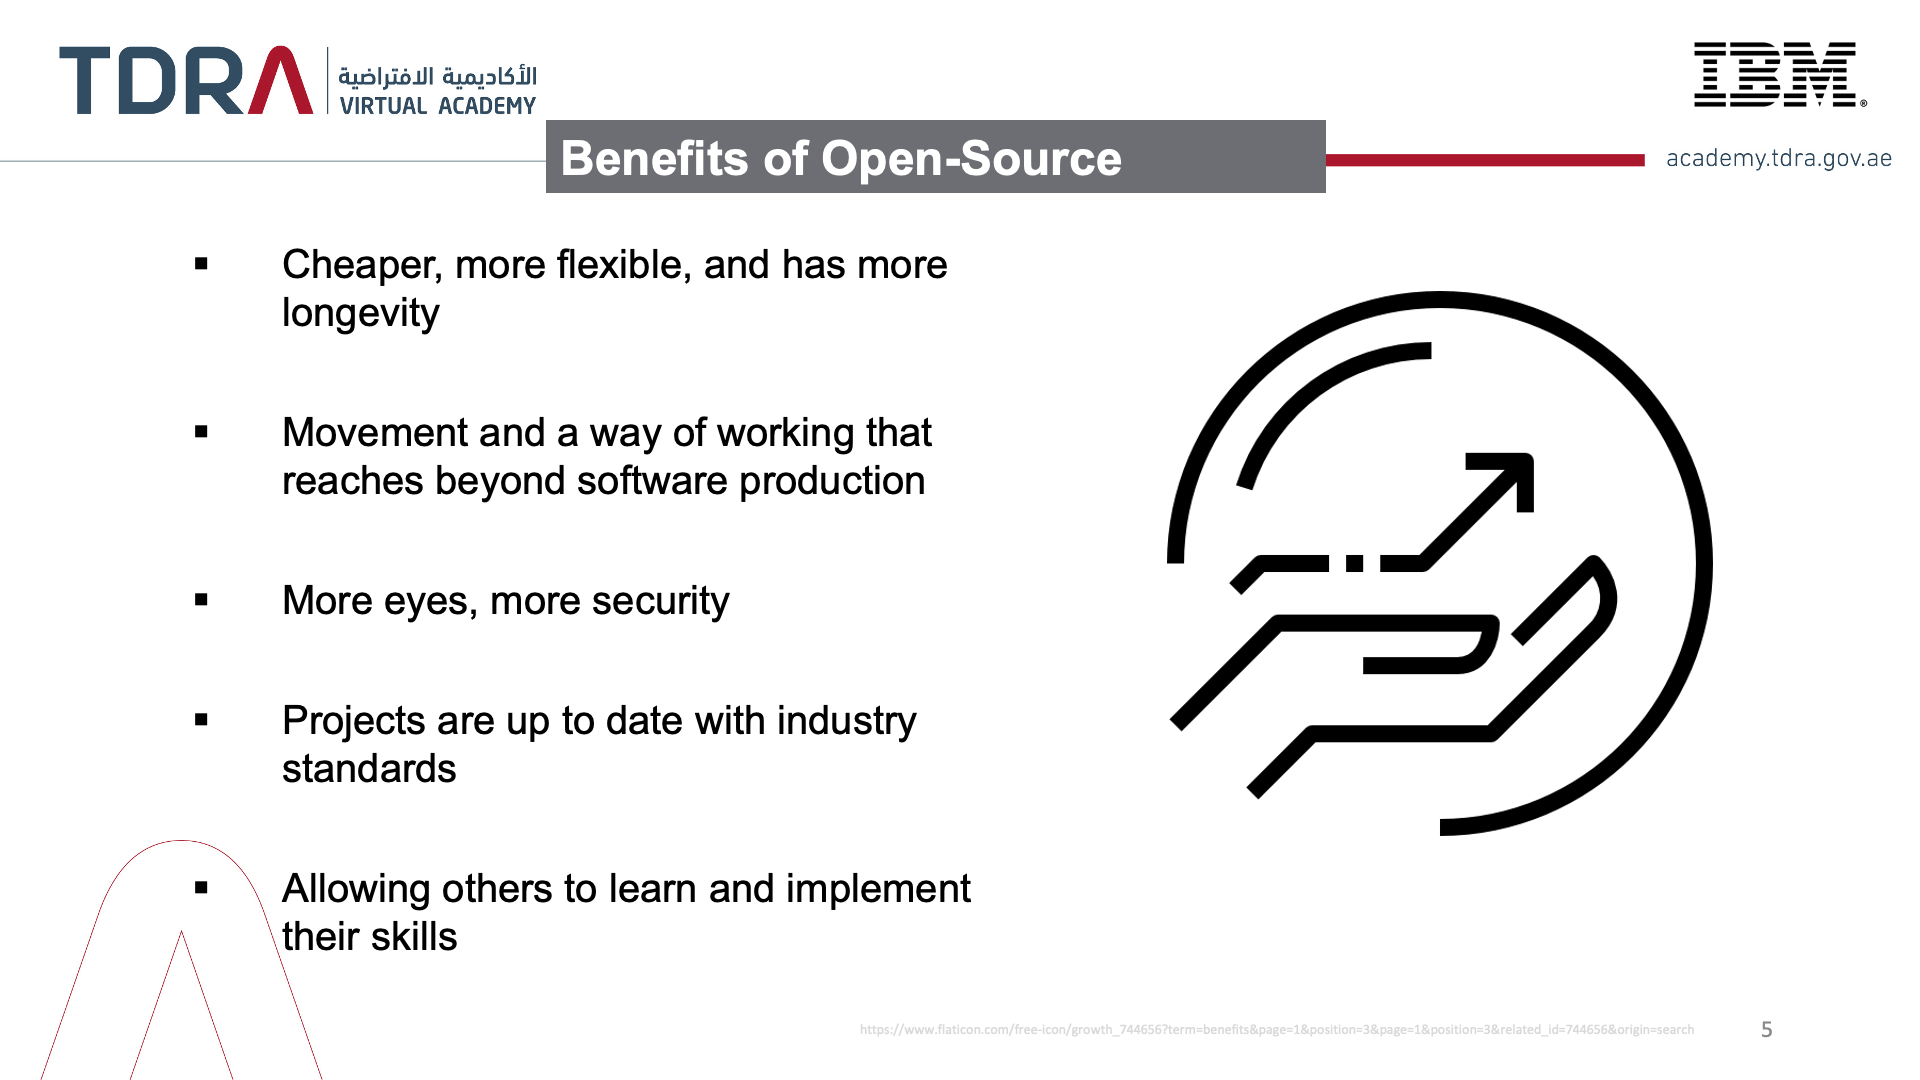 TDRA
الأكاديمية الافتراضية
VIRTUAL ACADEMY
IBM®
Benefits of Open-Source
academy.tdra.gov.ae
▪ Cheaper, more flexible, and has more
longevity
▪ Movement and a way of working that
reaches beyond software production
▪ More eyes, more security
▪ Projects are up to date with industry
standards
▪ Allowing others to learn and implement
their skills
https://www.flaticon.com/free-icon/growth_744656?term=benefits&page=1&position=3&page=1&position=3&related_id=744656&origin=search
5